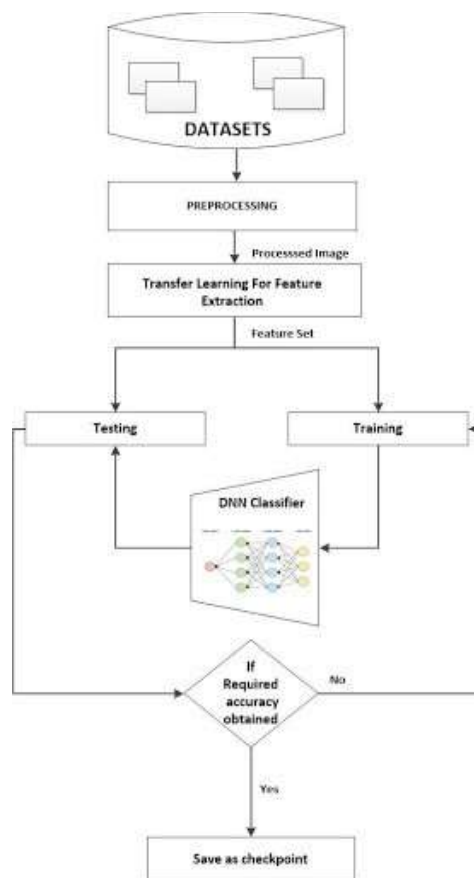 DATASETS
PREPROCESSING
Processsed Image
Transfer Learning For Feature
Extraction
Feature Set
Testing
Training
DNN Classifier
If
Required
accuracy
obtained
No
Yes
Save as checkpoint